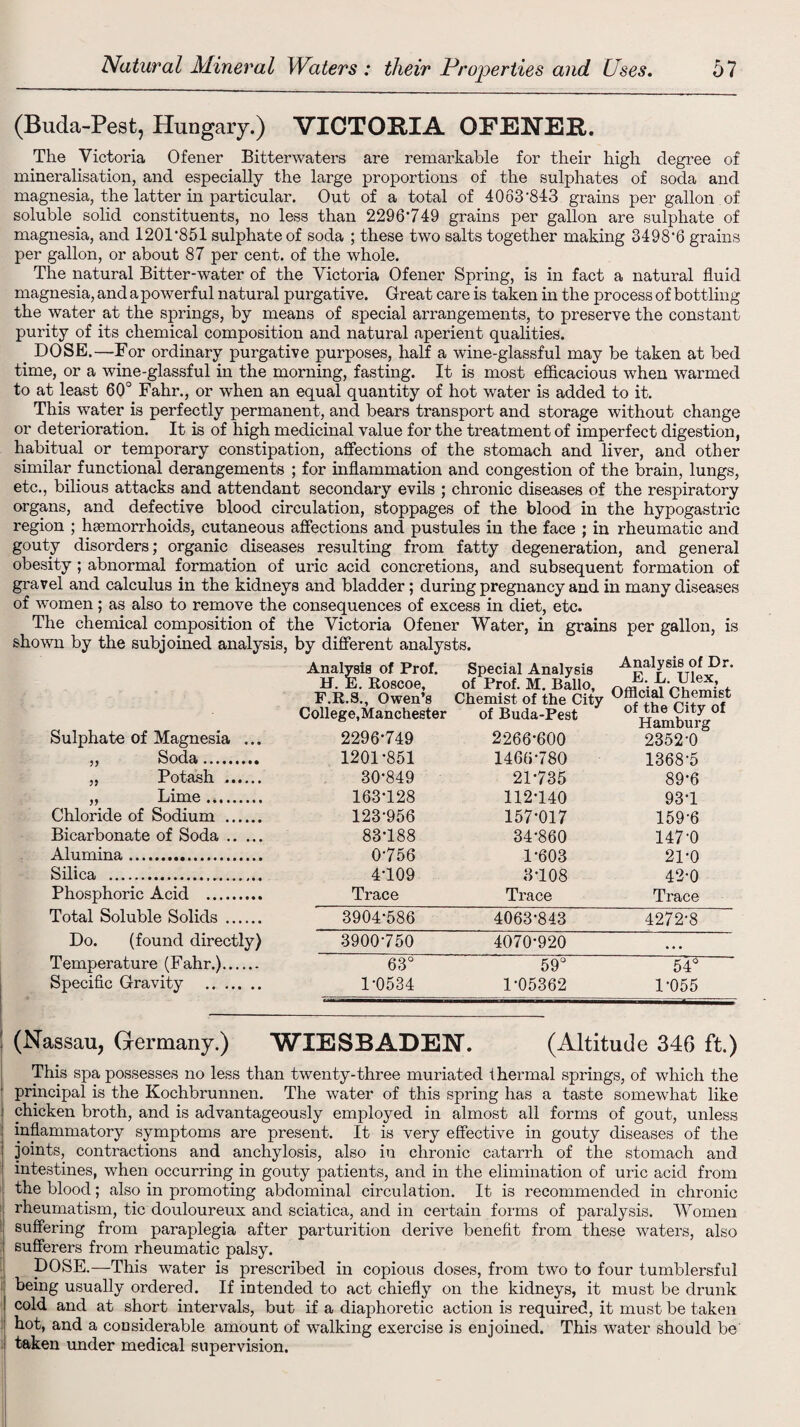 Natural Mineral Waters : their Properties and Uses. 57
(Buda-Pest, Hungary.) VICTORIA OFENER.
The Victoria Ofener Bitterwaters are remarkable for their high degree of
mineralisation, and especially the large proportions of the sulphates of soda and
magnesia, the latter in particular. Out of a total of 4063·843 grains per gallon of
soluble solid constituents, no less than 2296·749 grains per gallon are sulphate of
magnesia, and 1201·851 sulphate of soda ; these two salts together making 3498·6 grains
per gallon, or about 87 per cent. of the whole.
The natural Bitter-water of the Victoria Ofener Spring, is in fact a natural fluid
magnesia, and a powerful natural purgative. Great care is taken in the process of bottling
the water at the springs, by means of special arrangements, to preserve the constant
purity of its chemical composition and natural aperient qualities.
DOSE.—For ordinary purgative purposes, half a wine-glassful may be taken at bed
time, or a wine-glassful in the morning, fasting. It is most efficacious when warmed
to at least 60° Fahr., or when an equal quantity of hot water is added to it.
This water is perfectly permanent, and bears transport and storage without change
or deterioration. It is of high medicinal value for the treatment of imperfect digestion,
habitual or temporary constipation, affections of the stomach and liver, and other
similar functional derangements ; for inflammation and congestion of the brain, lungs,
etc., bilious attacks and attendant secondary evils ; chronic diseases of the respiratory
organs, and defective blood circulation, stoppages of the blood in the hypogastric
region ; hæmorrhoids, cutaneous affections and pustules in the face ; in rheumatic and
gouty disorders; organic diseases resulting from fatty degeneration, and general
obesity ; abnormal formation of uric acid concretions, and subsequent formation of
gravel and calculus in the kidneys and bladder ; during pregnancy and in many diseases
of women ; as also to remove the consequences of excess in diet, etc.
The chemical composition of the Victoria Ofener Water, in grains per gallon, is
shown by the subjoined analysis, by different analysts.
Analysis of Prof. Special Analysis Analysis of Dr.
H. E. Roscoe, of Prof. M. Ballo, E. L. Ulex,
F.R.S., Owen's Chemist of the City Official Chemist
College, Manchester of Buda-Pest of the City of
Hamburg
Sulphate of Magnesia ... 2296·749 2266·600 2352·0
„ Soda.......... 1201·851 1466·780 1368·5
„ Potash ...... 30·849 21·735 89·6
„ Lime.......... 163·128 112·140 93·1
Chloride of Sodium ...... 123·956 157·017 159·6
Bicarbonate of Soda .. ... 83·188 34·860 147·0
Alumina...................... 0·756 1·603 21·0
Silica ......................... 4·109 3·108 42·0
Phosphoric Acid ......... Trace Trace Trace
Total Soluble Solids ...... 3904·586 4063·843 4272·8
Do. (found directly) 3900·750 4070·920 ...
Temperature (Fahr.)...... 63° 59° 54°
Specific Gravity .. ... .. 1·0534 1·05362 1·055
(Nassau, Germany.) WIESBADEN. (Altitude 346 ft.)
This spa possesses no less than twenty-three muriated thermal springs, of which the
principal is the Kochbrunnen. The water of this spring has a taste somewhat like
chicken broth, and is advantageously employed in almost all forms of gout, unless
inflammatory symptoms are present. It is very effective in gouty diseases of the
joints, contractions and anchylosis, also in chronic catarrh of the stomach and
intestines, when occurring in gouty patients, and in the elimination of uric acid from
the blood ; also in promoting abdominal circulation. It is recommended in chronic
rheumatism, tic douloureux and sciatica, and in certain forms of paralysis. Women
suffering from paraplegia after parturition derive benefit from these waters, also
sufferers from rheumatic palsy.
DOSE.—This water is prescribed in copious doses, from two to four tumblersful
being usually ordered. If intended to act chiefly on the kidneys, it must be drunk
cold and at short intervals, but if a diaphoretic action is required, it must be taken
hot, and a considerable amount of walking exercise is enjoined. This water should be
taken under medical supervision.